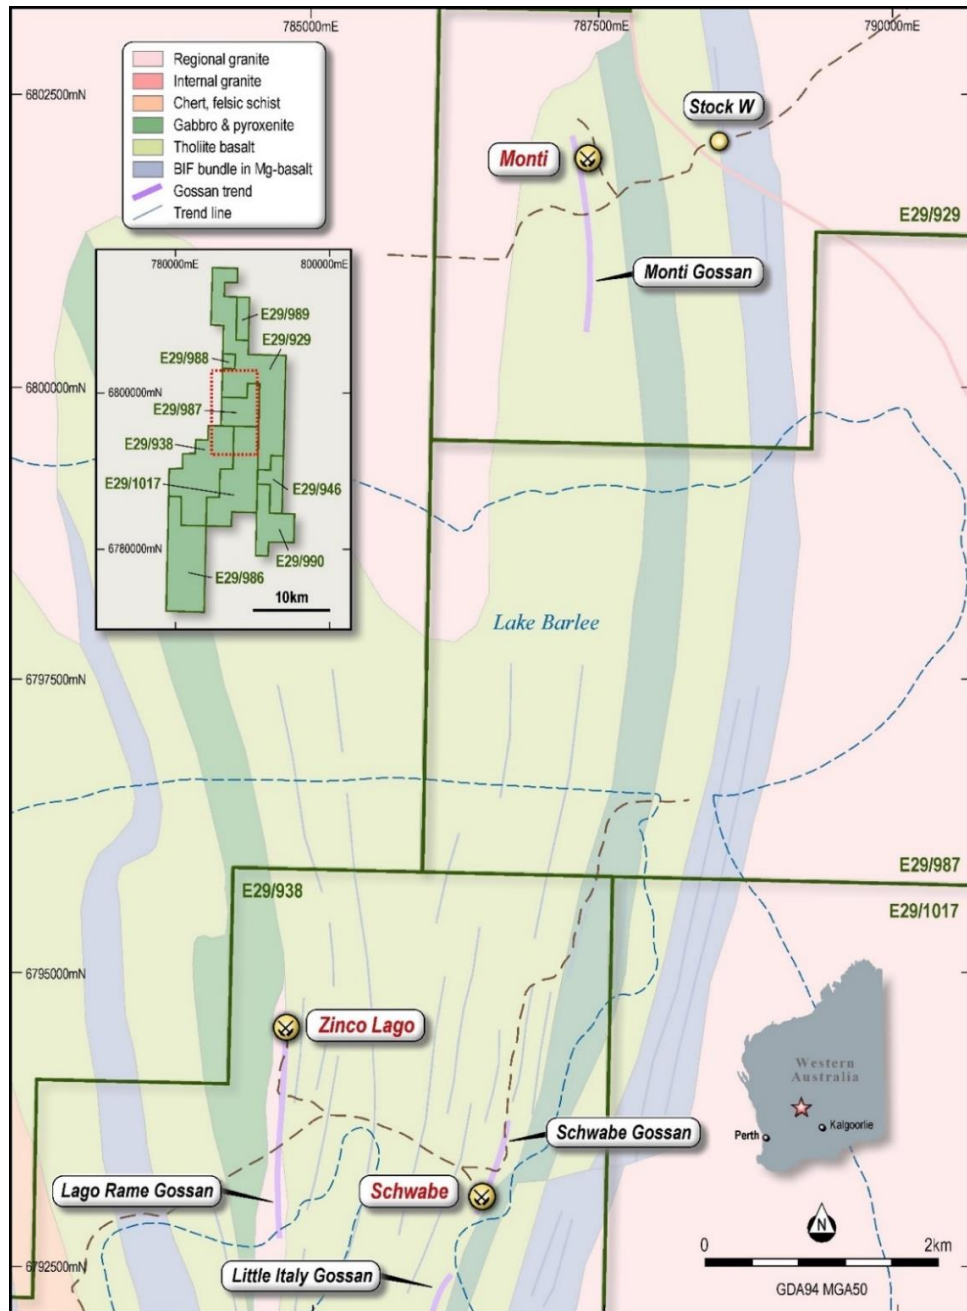 785000mE
787500mE
790000mE
6802500mN
6800000mN
6797500mN
6795000mN
6792500mN
Regional granite
Internal granite
Chert, felsic schist
Gabbro & pyroxenite
Tholiite basalt
BIF bundle in Mg-basalt
Gossan trend
Trend line
Stock W
Monti
E29/929
Monti Gossan
780000mE
800000mE
E29/989
E29/929
E29/988
6800000mN
E29/987
E29/938
E29/1017
E29/946
6780000mN
E29/990
E29/986
10km
Lake Barlee
E29/987
E29/938
E29/1017
Zinco Lago
Western
Australia
Perth
Kalgoorlie
Schwabe Gossan
Lago Rame Gossan
Schwabe
Little Italy Gossan
N
0
2km
GDA94 MGA50